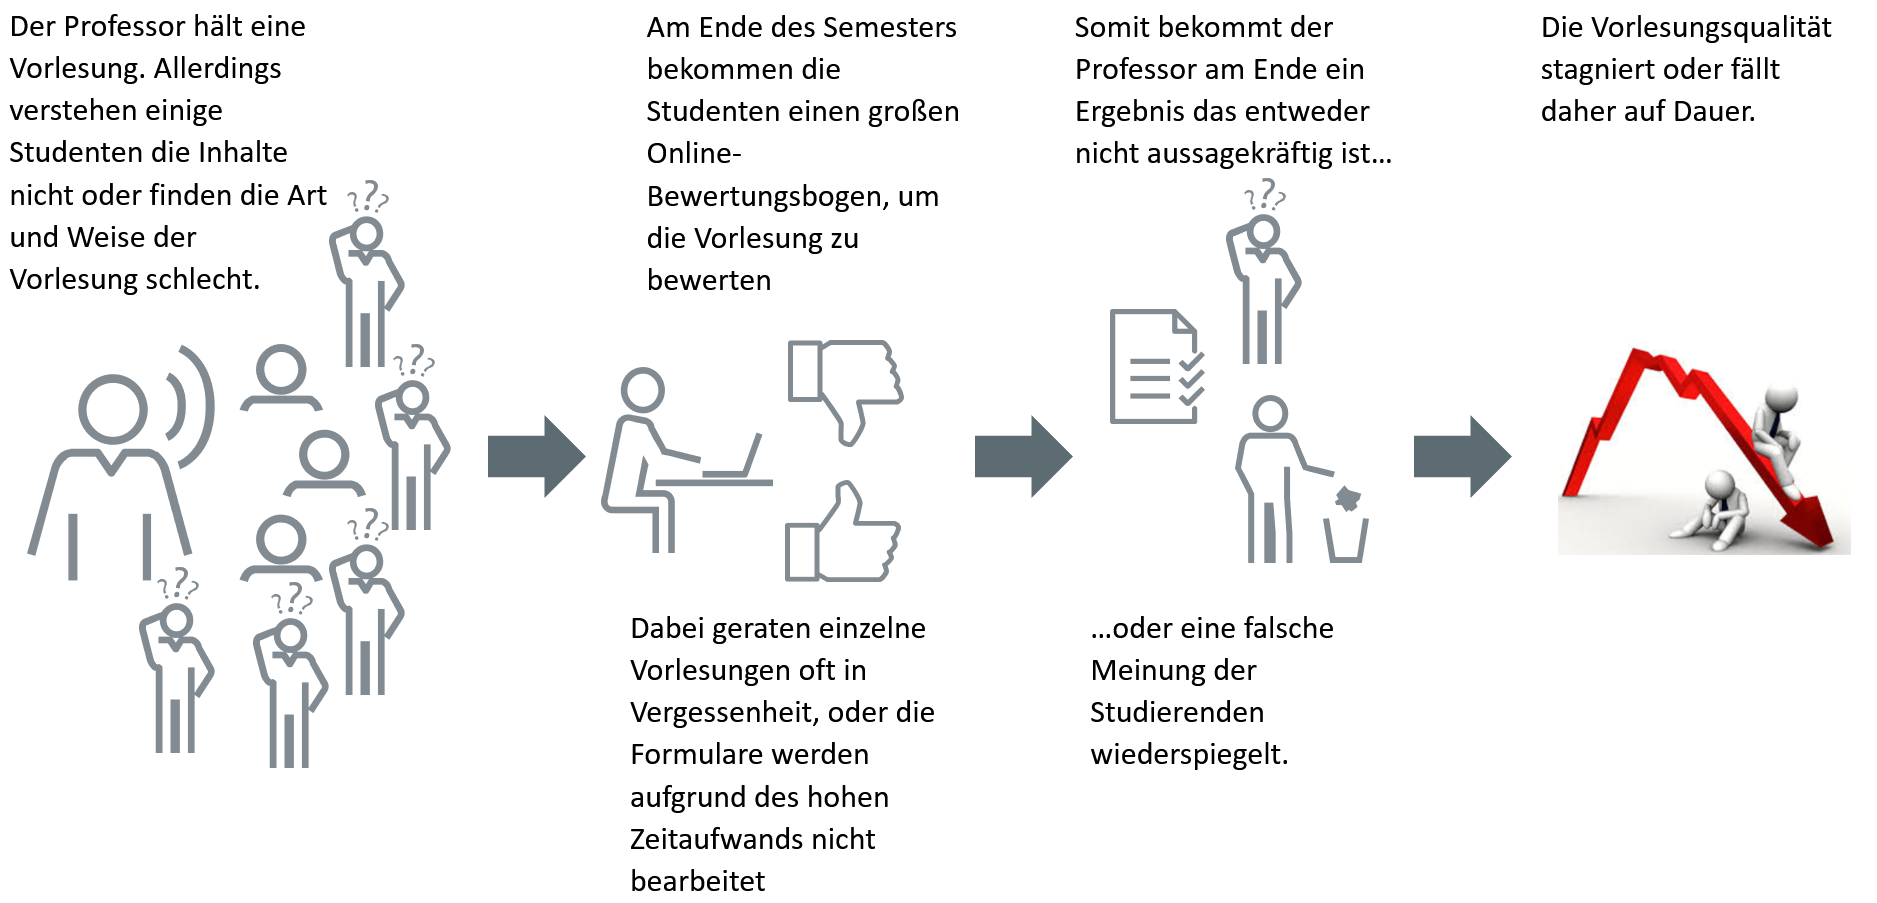 Der Professor hält eine
Vorlesung. Allerdings
verstehen einige
Studenten die Inhalte
nicht oder finden die Art
und Weise der
Vorlesung schlecht.
???
???
???
???
???
Am Ende des Semesters
bekommen die
Studenten einen großen
Online-
Bewertungsbogen, um
die Vorlesung zu
bewerten
Dabei geraten einzelne
Vorlesungen oft in
Vergessenheit, oder die
Formulare werden
aufgrund des hohen
Zeitaufwands nicht
bearbeitet
Somit bekommt der
Professor am Ende ein
Ergebnis das entweder
nicht aussagekräftig ist…
???
…oder eine falsche
Meinung der
Studierenden
wiederspiegelt.
Die Vorlesungsqualität
stagniert oder fällt
daher auf Dauer.